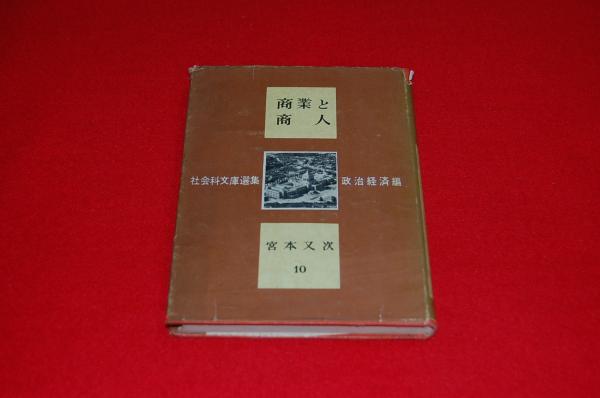 商業と
商人
社会科文庫選集
政治経済編
宮本又次
10